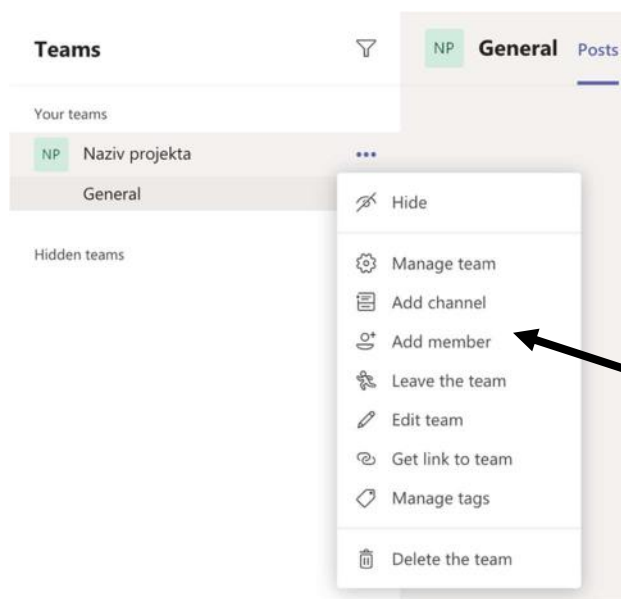 Teams
NP General Posts
Your teams
NP Naziv projekta
General
Hidden teams
Hide
Manage team
Add channel
Add member
Leave the team
Edit team
Get link to team
Manage tags
Delete the team